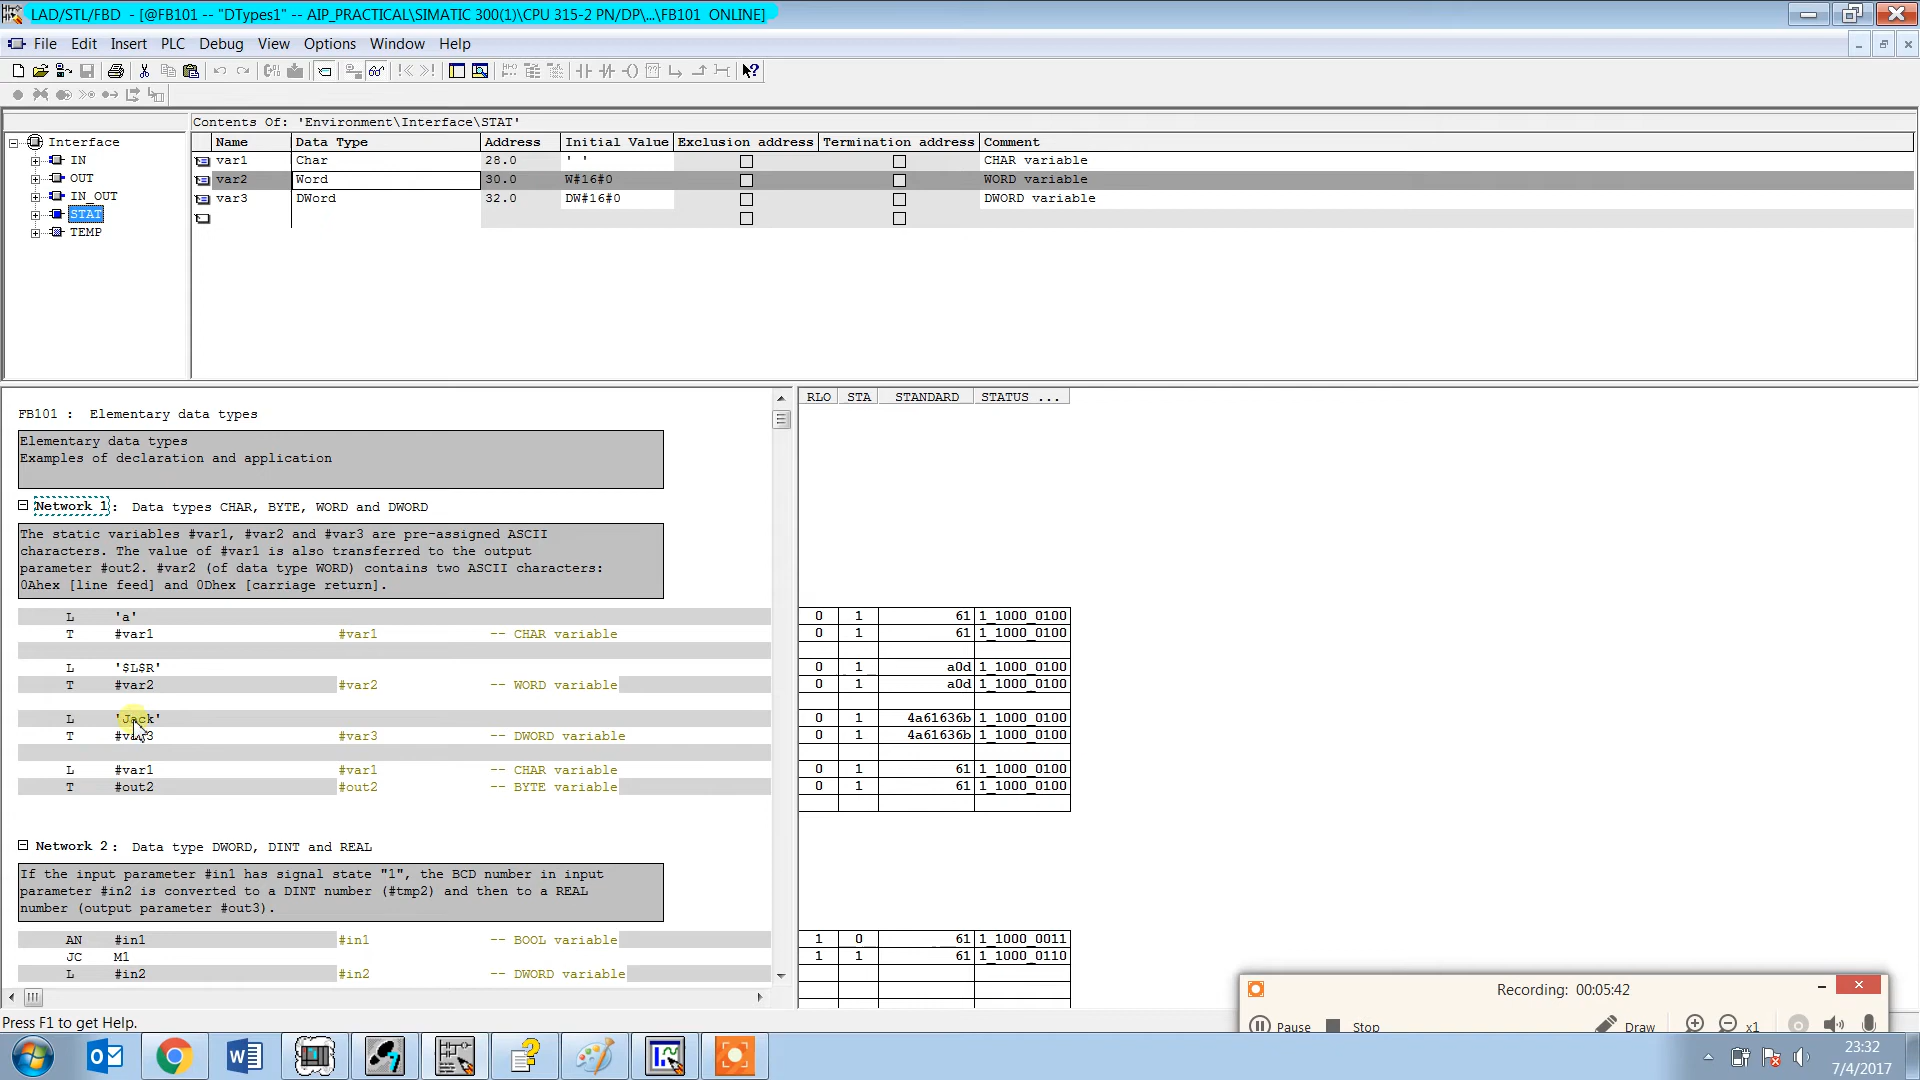 LAD/STL/FBD - [@FB101 -- "DTypes1" -- AIP_PRACTICAL\SIMATIC 300(1)\CPU 315-2 PN/DP\...\FB101 ONLINE]
File Edit Insert PLC Debug View Options Window Help
Contents Of: 'Environment\Interface\STAT'
Interface
IN
OUT
IN_OUT
STAT
TEMP
Name Data Type Address Initial Value Exclusion address Termination address Comment
var1 Char 28.0 ' ' CHAR variable
var2 Word 30.0 W#16#0 WORD variable
var3 DWord 32.0 DW#16#0 DWORD variable
FB101 : Elementary data types
Elementary data types
Examples of declaration and application
Network 1: Data types CHAR, BYTE, WORD and DWORD
The static variables #var1, #var2 and #var3 are pre-assigned ASCII
characters. The value of #var1 is also transferred to the output
parameter #out2. #var2 (of data type WORD) contains two ASCII characters:
0Ahex [line feed] and 0Dhex [carriage return].
RLO STA STANDARD STATUS ...
L 'a' 0 1 61 1_1000_0100
T #var1 #var1 -- CHAR variable 0 1 61 1_1000_0100
L '$L$R' 0 1 a0d 1_1000_0100
T #var2 #var2 -- WORD variable 0 1 a0d 1_1000_0100
L 'Jack' 0 1 4a61636b 1_1000_0100
T #var3 #var3 -- DWORD variable 0 1 4a61636b 1_1000_0100
L #var1 #var1 -- CHAR variable 0 1 61 1_1000_0100
T #out2 #out2 -- BYTE variable 0 1 61 1_1000_0100
Network 2: Data type DWORD, DINT and REAL
If the input parameter #in1 has signal state "1", the BCD number in input
parameter #in2 is converted to a DINT number (#tmp2) and then to a REAL
number (output parameter #out3).
AN #in1 #in1 -- BOOL variable 1 0 61 1_1000_0011
JC M1 1 1 61 1_1000_0110
L #in2 #in2 -- DWORD variable
Recording: 00:05:42
Pause Stop Draw x1
Press F1 to get Help.
23:32
7/4/2017